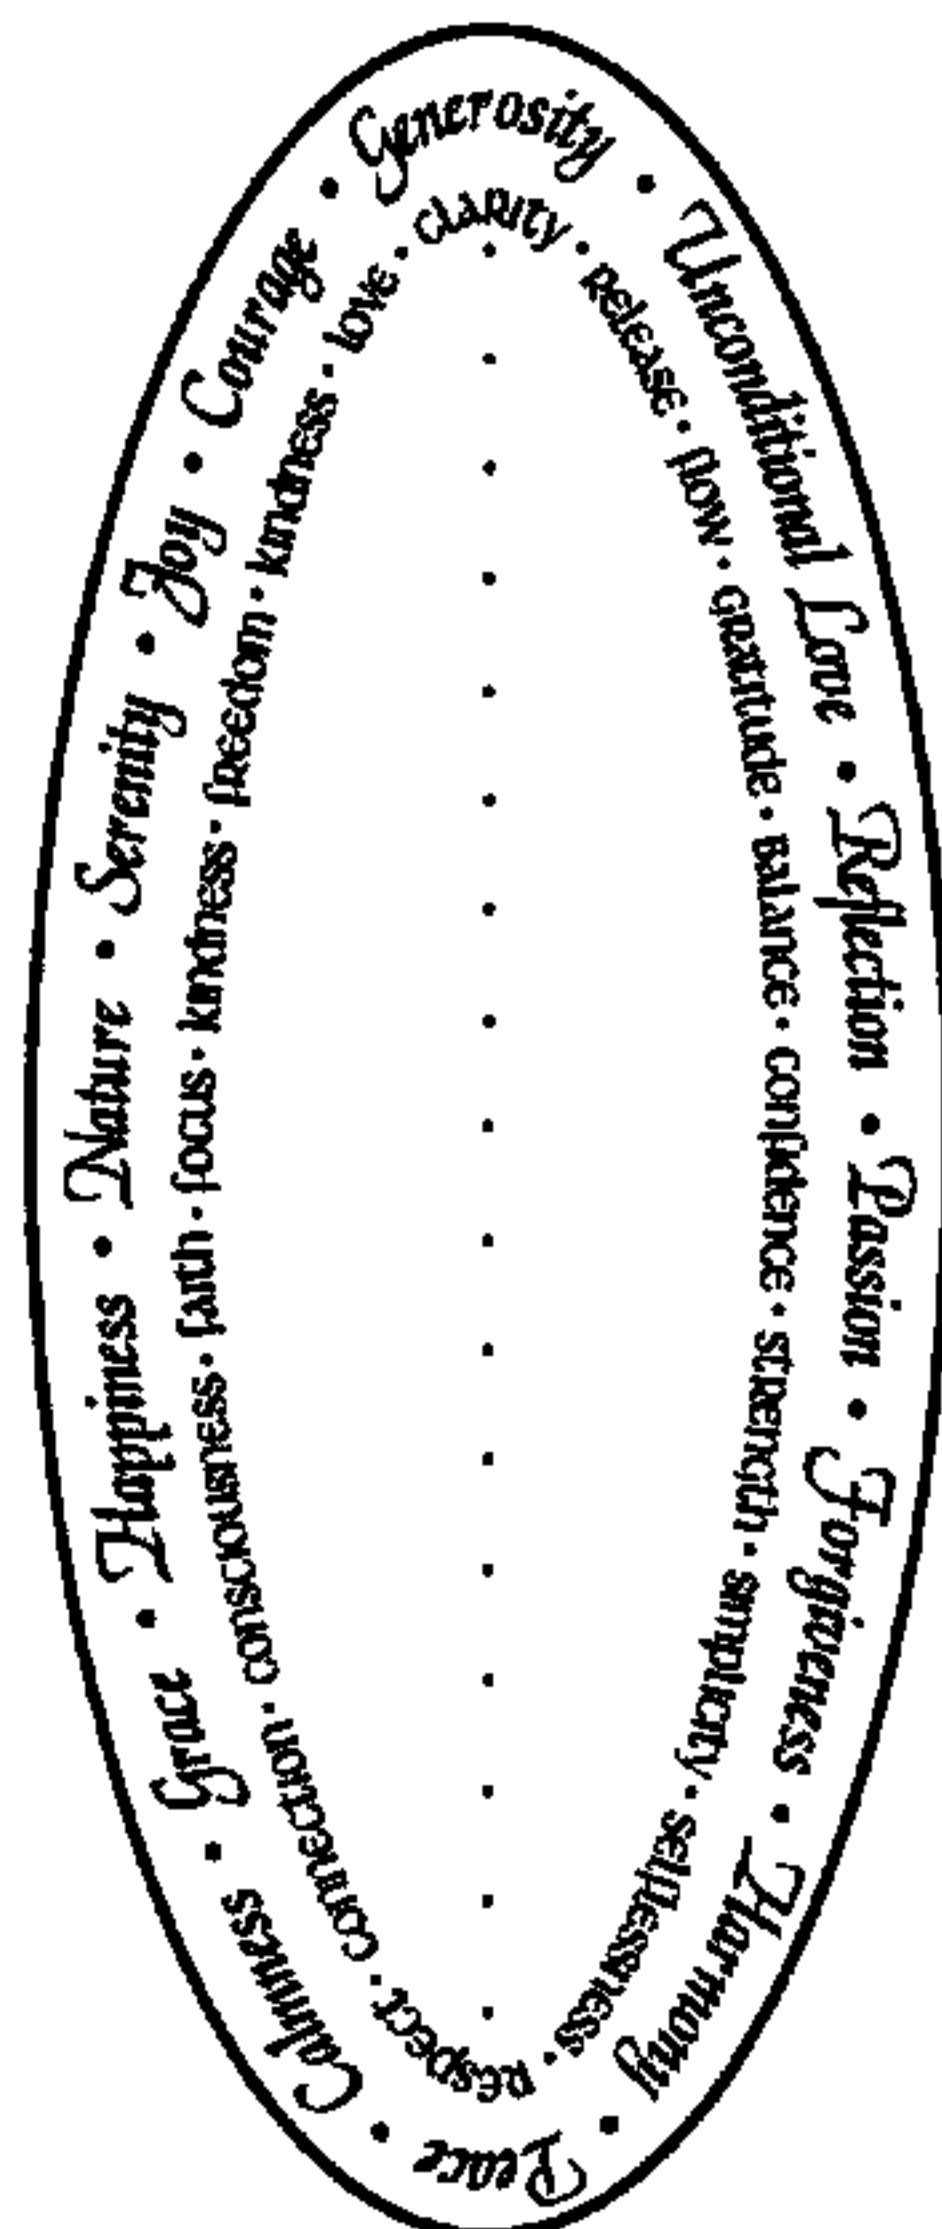 Generosity • Unconditional Love • Reflection • Passion • Forgiveness • Harmony • Peace • Calmness • Grace • Happiness • Nature • Serenity • Joy • Courage •
clarity • release • flow • gratitude • balance • confidence • strength • simplicity • selflessness • respect • connection • consciousness • faith • focus • kindness • freedom • kindness • love •